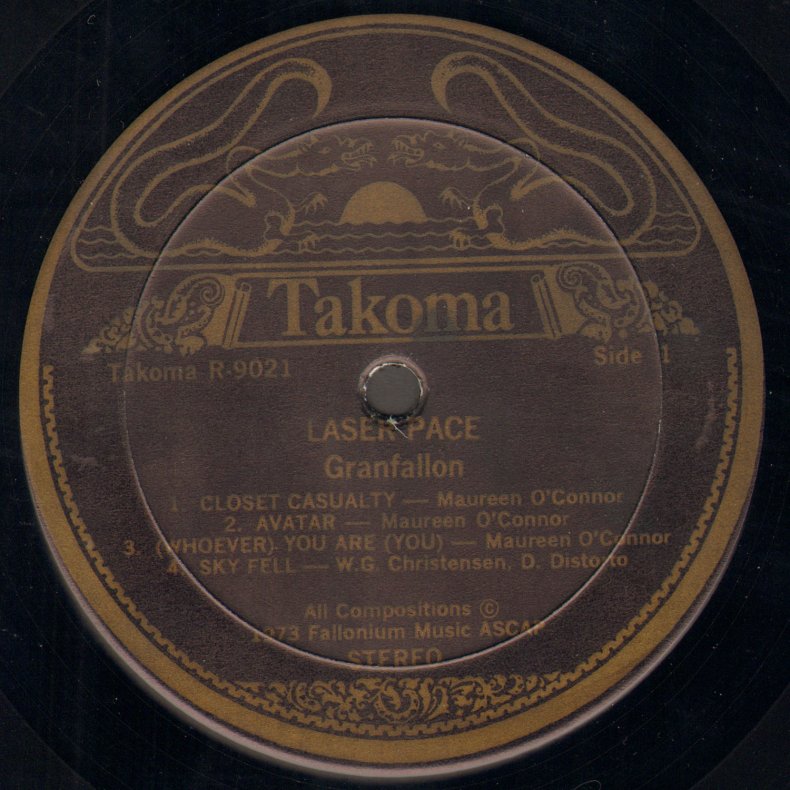 Takoma
Takoma R-9021
Side 1
LASER PACE
Granfallon
1. CLOSET CASUALTY — Maureen O'Connor
2. AVATAR — Maureen O'Connor
3. (WHOEVER) YOU ARE (YOU) — Maureen O'Connor
4. SKY FELL — W.G. Christensen, D. Distorto
All Compositions ©
1973 Fallonium Music ASCAP
STEREO